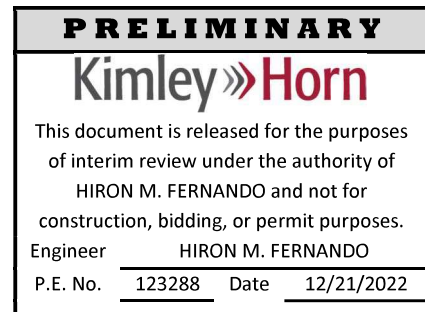 PRELIMINARY
Kimley»Horn
This document is released for the purposes
of interim review under the authority of
HIRON M. FERNANDO and not for
construction, bidding, or permit purposes.
Engineer HIRON M. FERNANDO
P.E. No. 123288 Date 12/21/2022